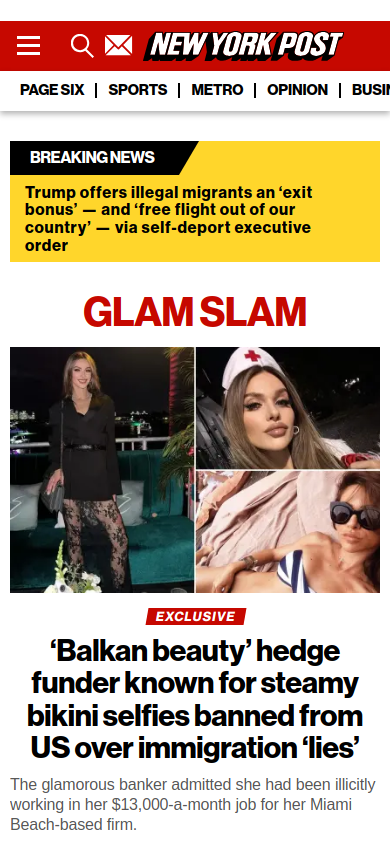 NEW YORK POST
PAGE SIX | SPORTS | METRO | OPINION | BUSIN
BREAKING NEWS
Trump offers illegal migrants an ‘exit
bonus’ — and ‘free flight out of our
country’ — via self-deport executive
order
GLAM SLAM
EXCLUSIVE
‘Balkan beauty’ hedge
funder known for steamy
bikini selfies banned from
US over immigration ‘lies’
The glamorous banker admitted she had been illicitly
working in her $13,000-a-month job for her Miami
Beach-based firm.